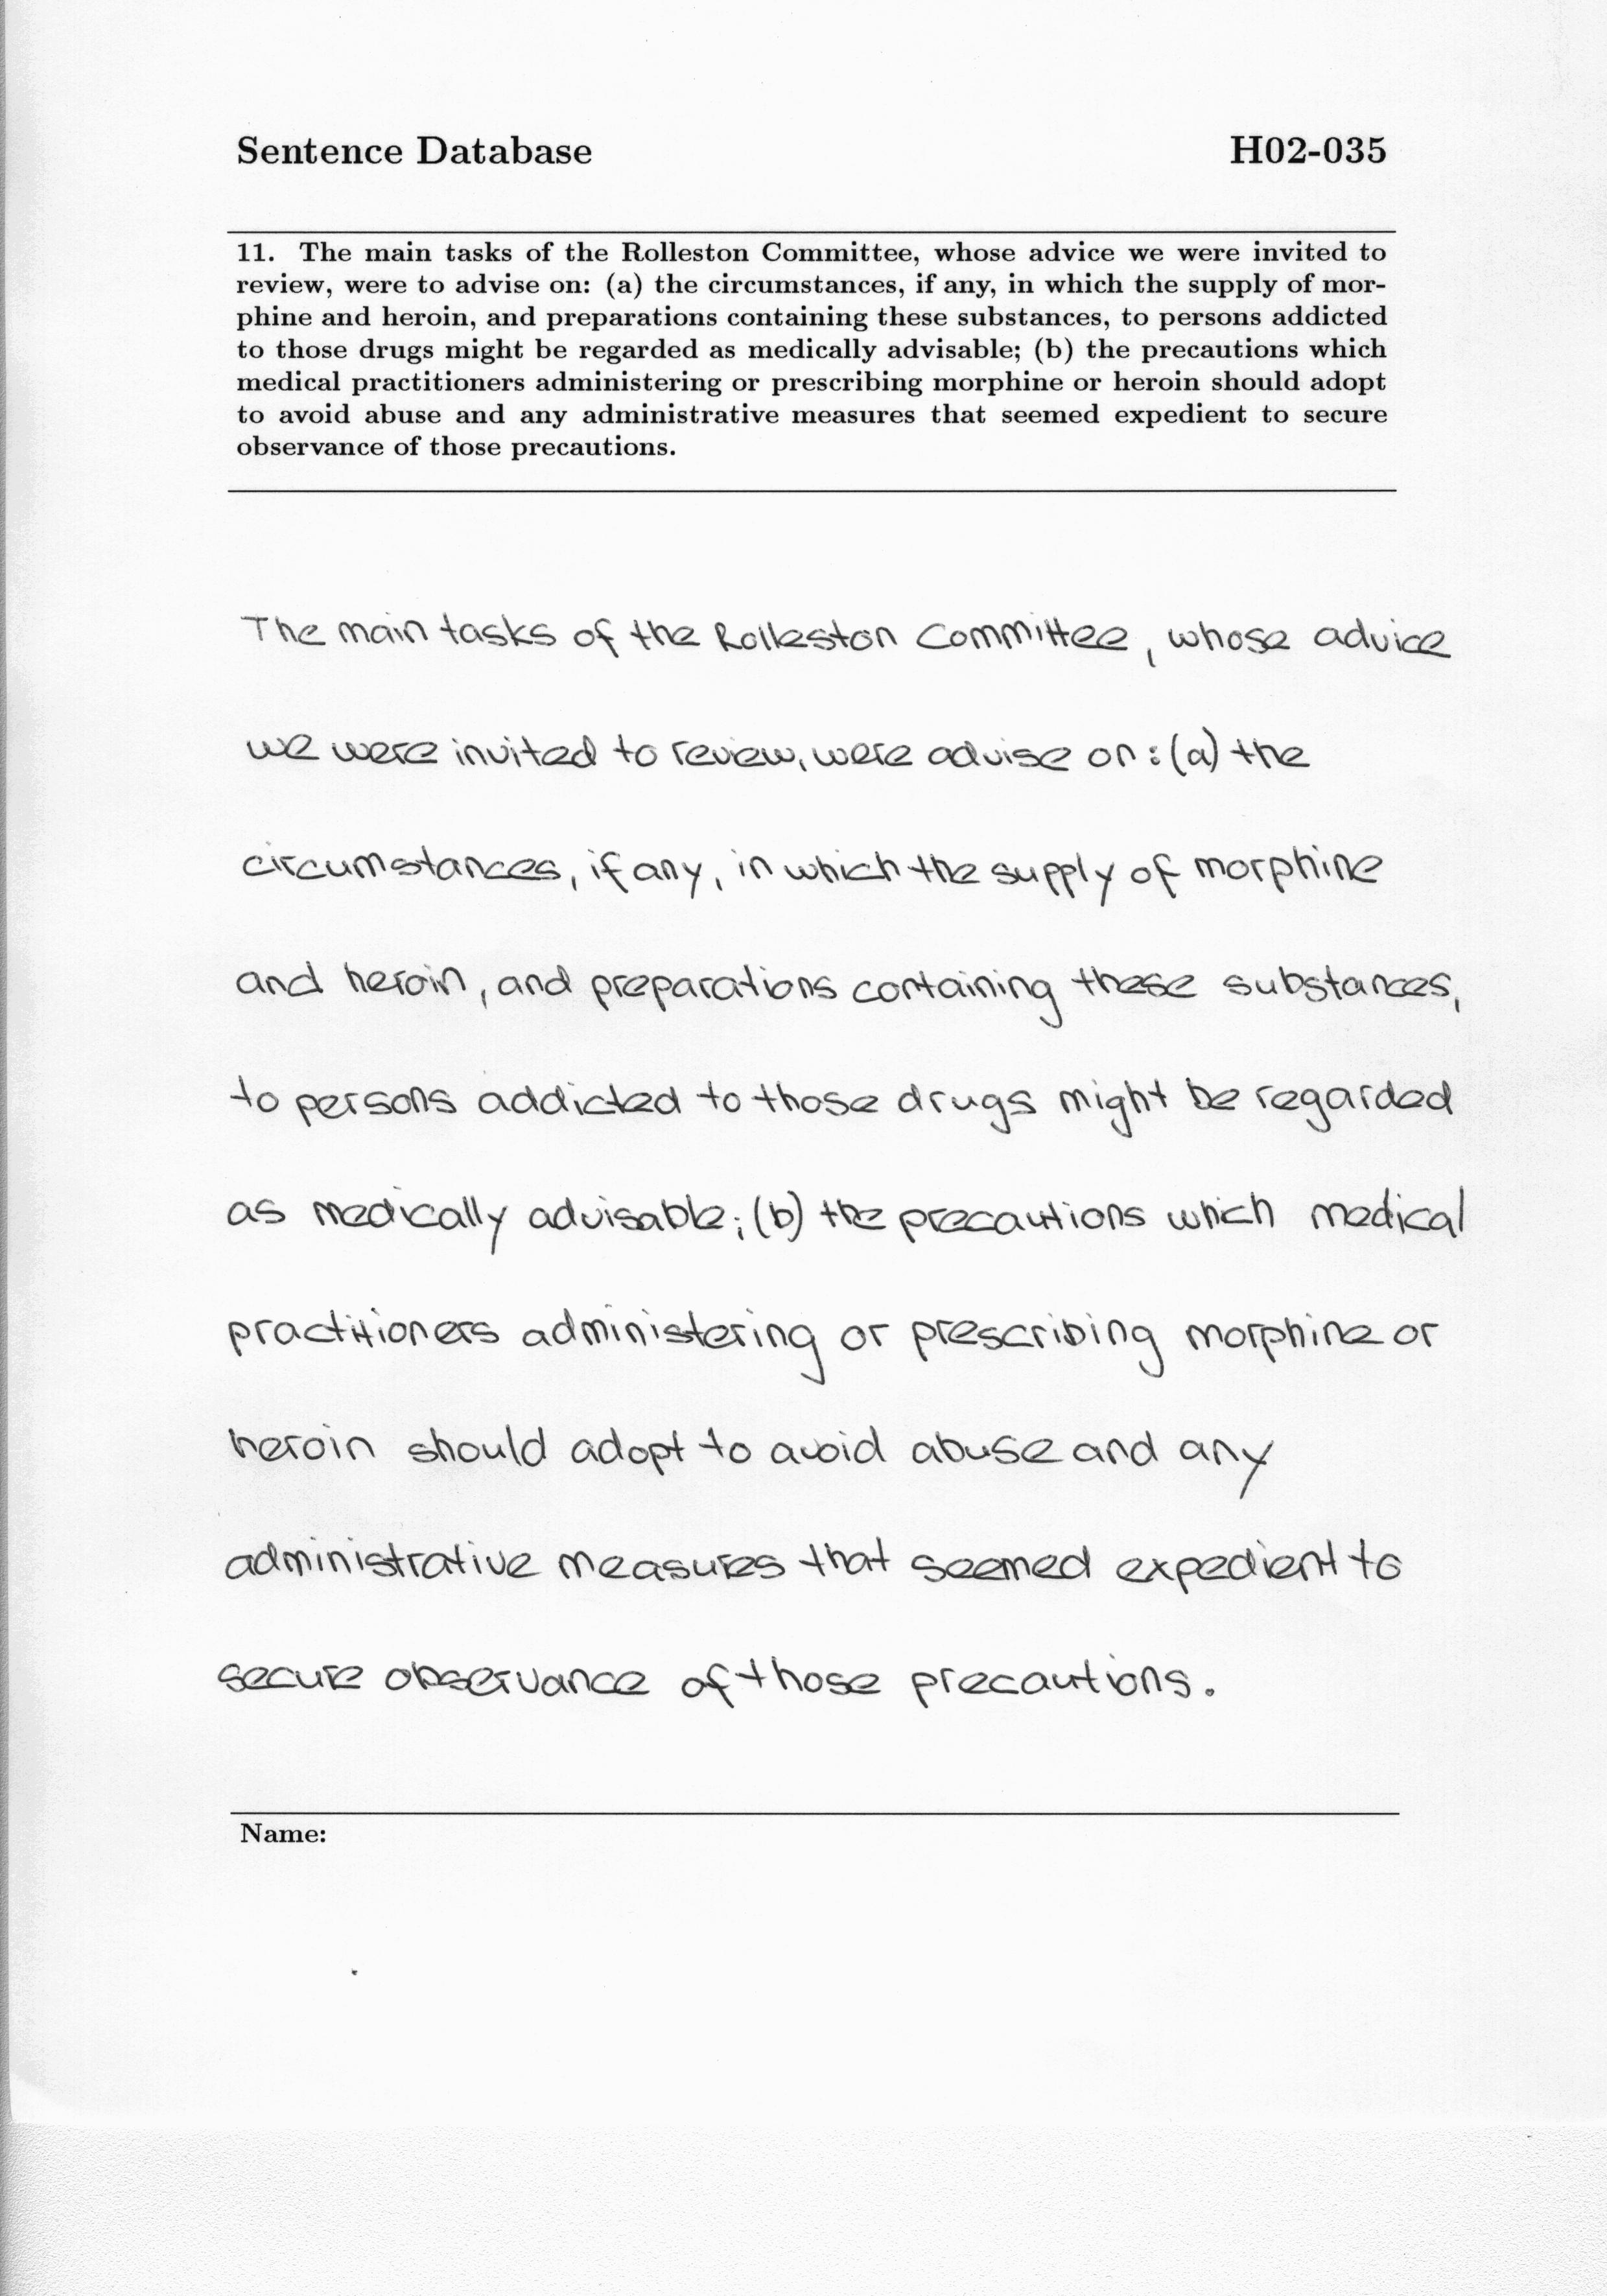 Sentence Database H02-035
11. The main tasks of the Rolleston Committee, whose advice we were invited to
review, were to advise on: (a) the circumstances, if any, in which the supply of mor-
phine and heroin, and preparations containing these substances, to persons addicted
to those drugs might be regarded as medically advisable; (b) the precautions which
medical practitioners administering or prescribing morphine or heroin should adopt
to avoid abuse and any administrative measures that seemed expedient to secure
observance of those precautions.
The main tasks of the Rolleston Committee, whose advice
we were invited to review, were advise on: (a) the
circumstances, if any, in which the supply of morphine
and heroin, and preparations containing these substances,
to persons addicted to those drugs might be regarded
as medically advisable; (b) the precautions which medical
practitioners administering or prescribing morphine or
heroin should adopt to avoid abuse and any
administrative measures that seemed expedient to
secure observance of those precautions.
Name: